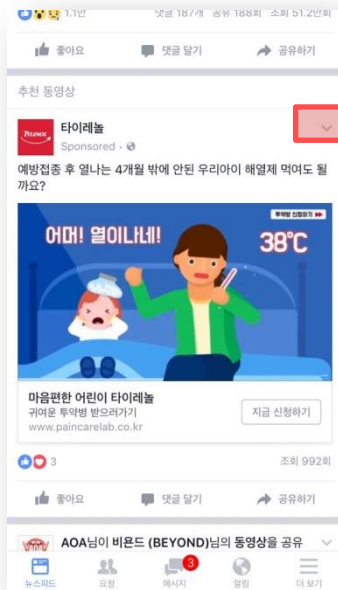 1.1만 댓글 187개 공유 188회 조회 51.2만회
좋아요 댓글 달기 공유하기
추천 동영상
TYLENOL 타이레놀
Sponsored ·
예방접종 후 열나는 4개월 밖에 안된 우리아이 해열제 먹여도 될
까요?
투약병 신청하기
어머! 열이나네!
38°C
마음편한 어린이 타이레놀
귀여운 투약병 받으러가기
www.paincarelab.co.kr
지금 신청하기
3 조회 992회
좋아요 댓글 달기 공유하기
AOA님이 비욘드 (BEYOND)님의 동영상을 공유
3
뉴스피드 요청 메시지 알림 더 보기